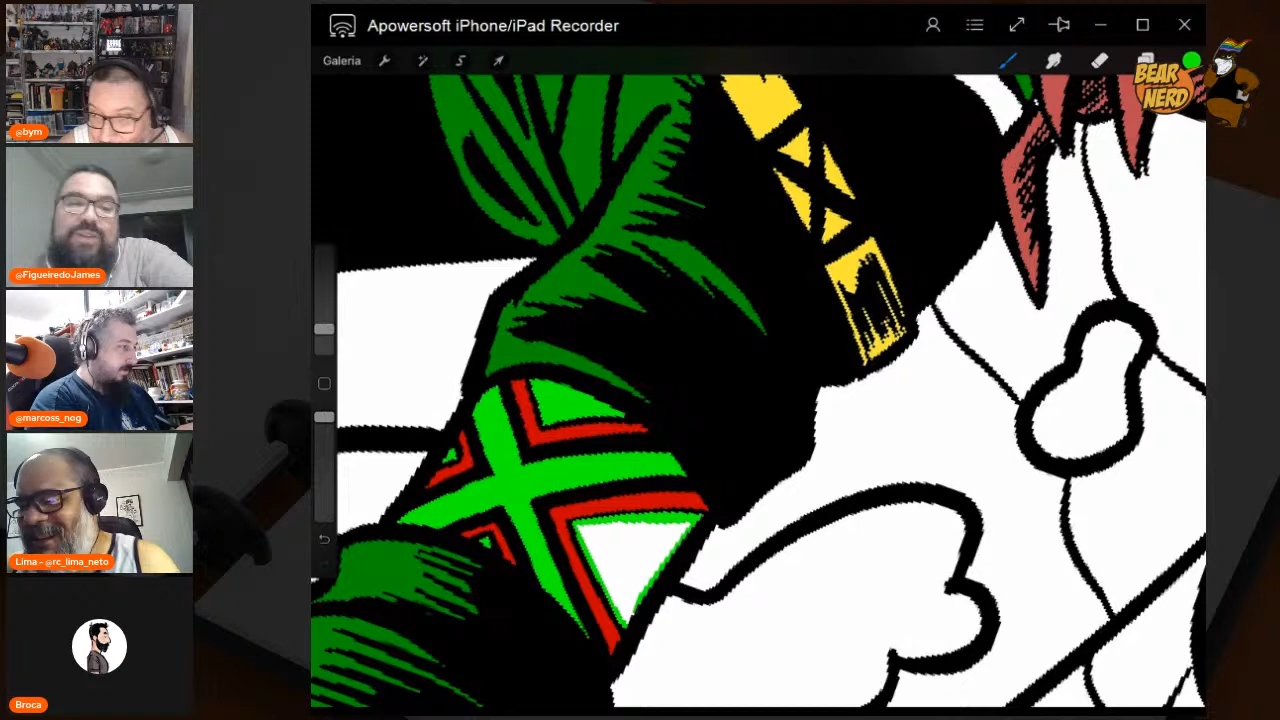 Apowersoft iPhone/iPad Recorder
Galeria
S
BEAR
NERD
@bym
@FigueiredoJames
@marcoss_nog
Lima - @rc_lima_neto
Broca